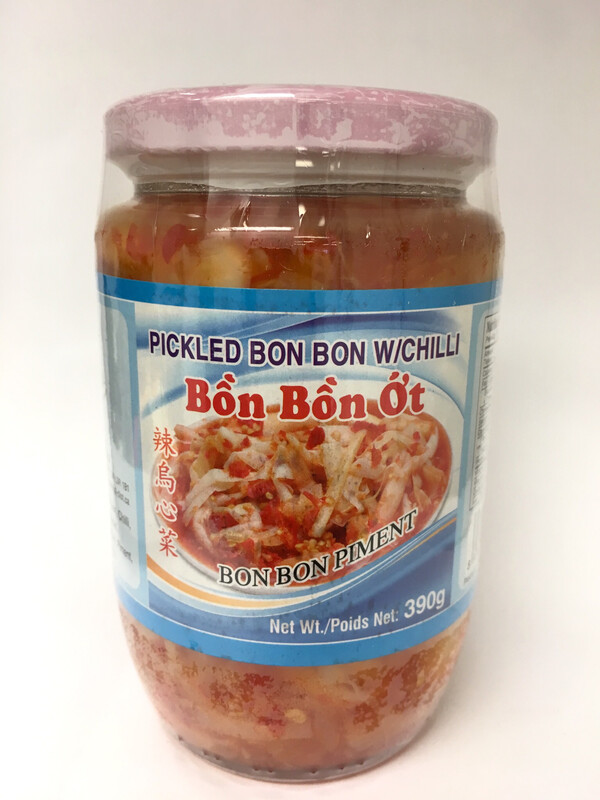 PICKLED BON BON W/CHILLI
Bồn Bồn Ớt
辣烏心菜
BON BON PIMENT
Net Wt./Poids Net: 390g